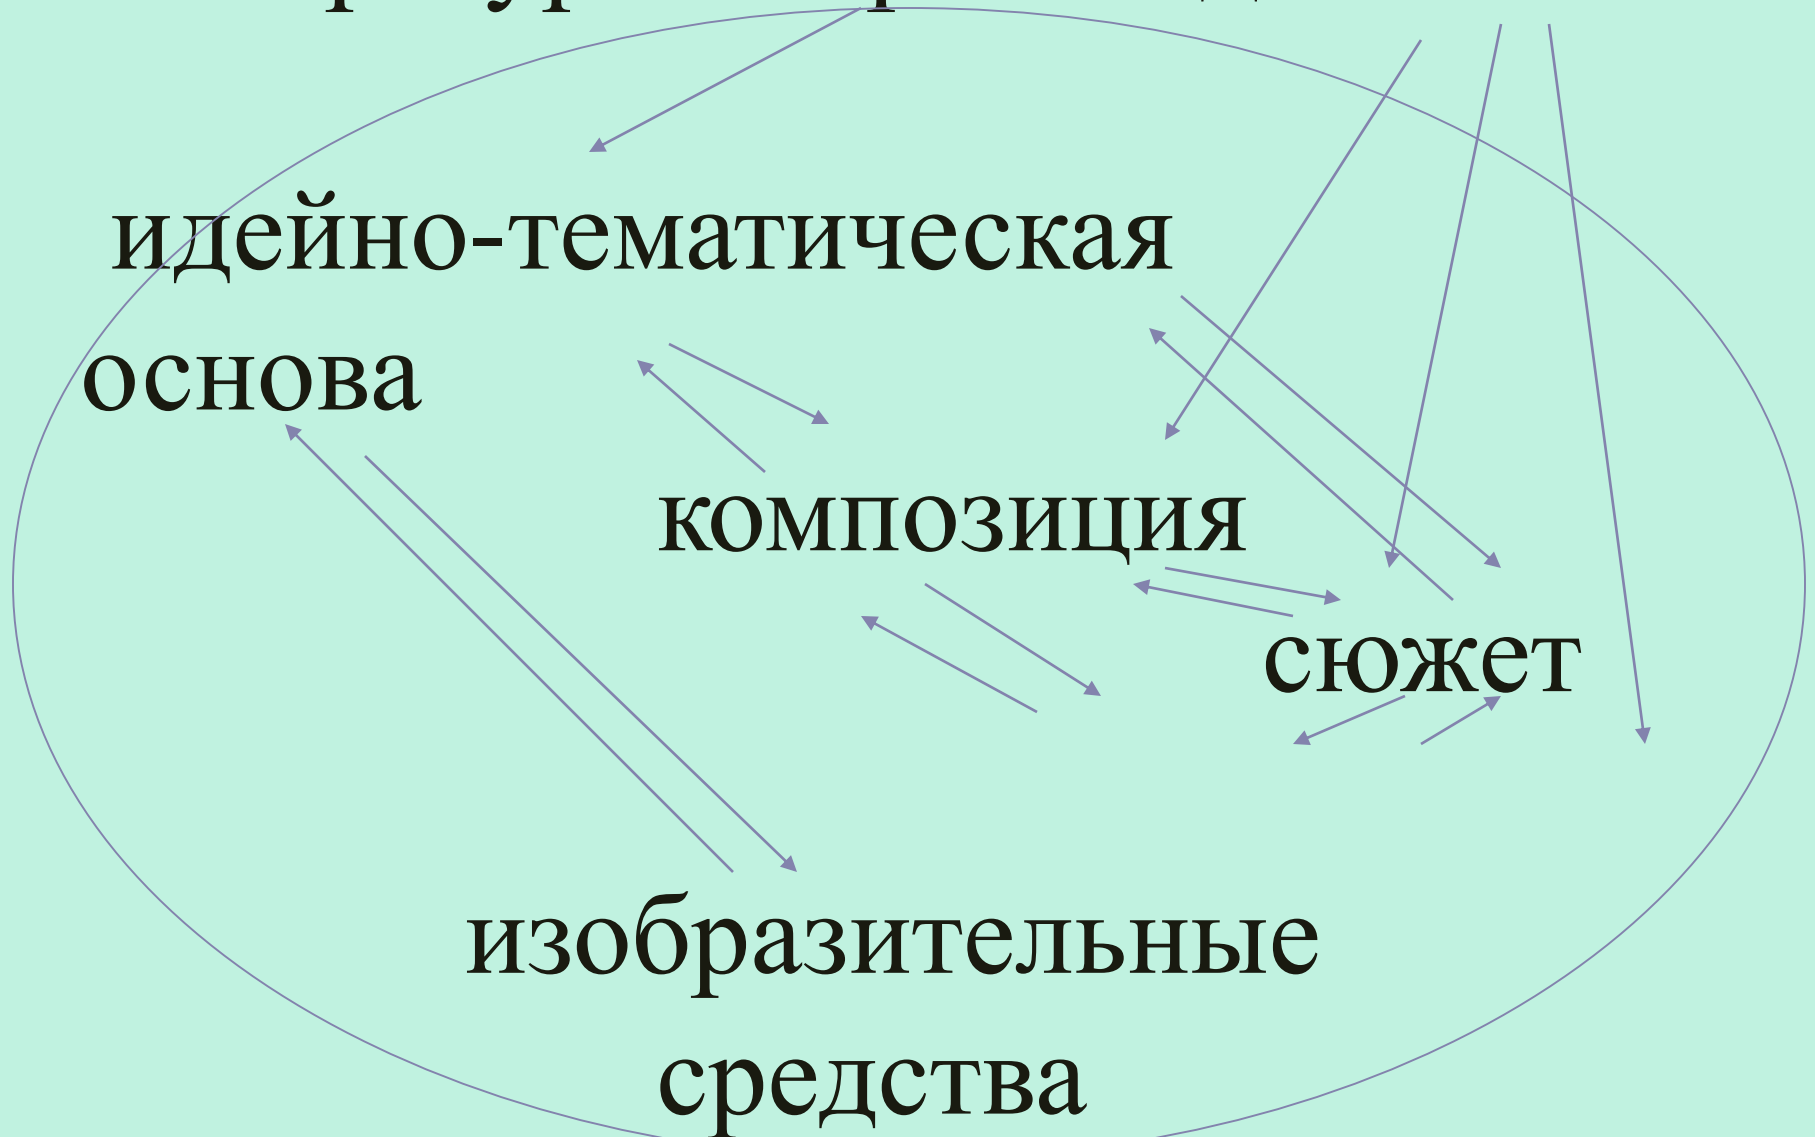 идейно-тематическая
основа
композиция
сюжет
изобразительные
средства